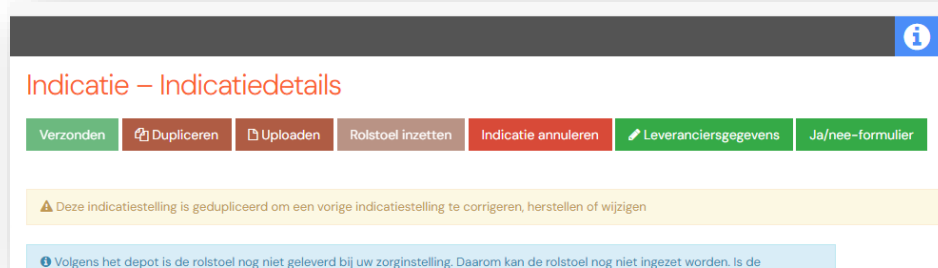 Indicatie – Indicatiedetails
Verzonden Dupliceren Uploaden Rolstoel inzetten Indicatie annuleren Leveranciersgegevens Ja/nee-formulier
Deze indicatiestelling is gedupliceerd om een vorige indicatiestelling te corrigeren, herstellen of wijzigen
Volgens het depot is de rolstoel nog niet geleverd bij uw zorginstelling. Daarom kan de rolstoel nog niet ingezet worden. Is de